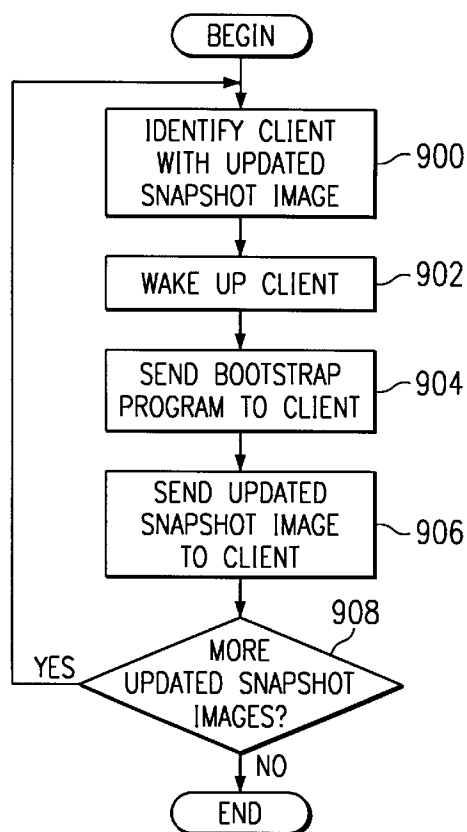 BEGIN
IDENTIFY CLIENT
WITH UPDATED
SNAPSHOT IMAGE
900
WAKE UP CLIENT
902
SEND BOOTSTRAP
PROGRAM TO CLIENT
904
SEND UPDATED
SNAPSHOT IMAGE
TO CLIENT
906
908
MORE
UPDATED SNAPSHOT
IMAGES?
YES
NO
END